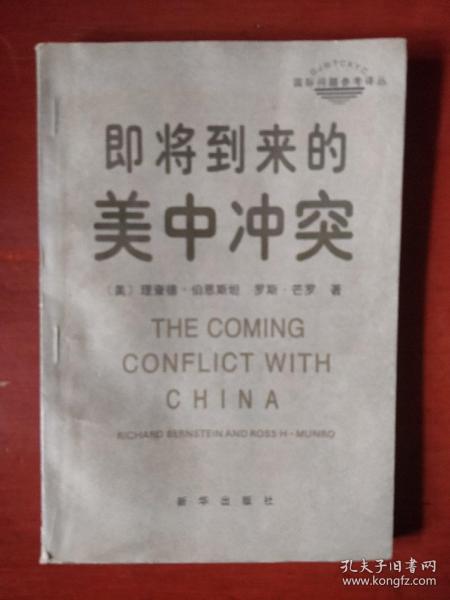 GJWTCKYC
国际问题参考译丛
即将到来的
美中冲突
〔美〕理查德·伯恩斯坦 罗斯·芒罗 著
THE COMING
CONFLICT WITH
CHINA
RICHARD BERNSTEIN AND ROSS H·MUNRO
新华出版社
孔夫子旧书网
www.kongfz.com